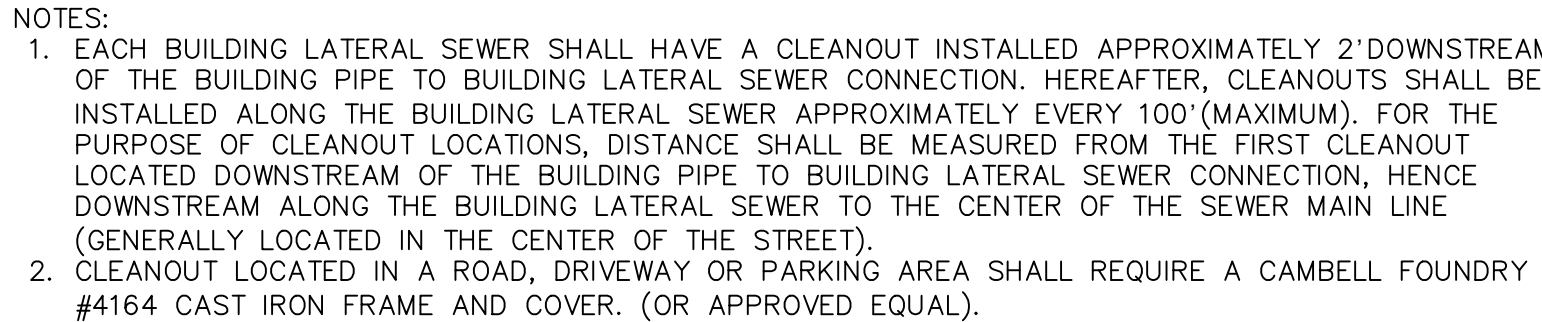 NOTES:
1. EACH BUILDING LATERAL SEWER SHALL HAVE A CLEANOUT INSTALLED APPROXIMATELY 2'DOWNSTREAM
OF THE BUILDING PIPE TO BUILDING LATERAL SEWER CONNECTION. HEREAFTER, CLEANOUTS SHALL BE
INSTALLED ALONG THE BUILDING LATERAL SEWER APPROXIMATELY EVERY 100'(MAXIMUM). FOR THE
PURPOSE OF CLEANOUT LOCATIONS, DISTANCE SHALL BE MEASURED FROM THE FIRST CLEANOUT
LOCATED DOWNSTREAM OF THE BUILDING PIPE TO BUILDING LATERAL SEWER CONNECTION, HENCE
DOWNSTREAM ALONG THE BUILDING LATERAL SEWER TO THE CENTER OF THE SEWER MAIN LINE
(GENERALLY LOCATED IN THE CENTER OF THE STREET).
2. CLEANOUT LOCATED IN A ROAD, DRIVEWAY OR PARKING AREA SHALL REQUIRE A CAMBELL FOUNDRY
#4164 CAST IRON FRAME AND COVER. (OR APPROVED EQUAL).